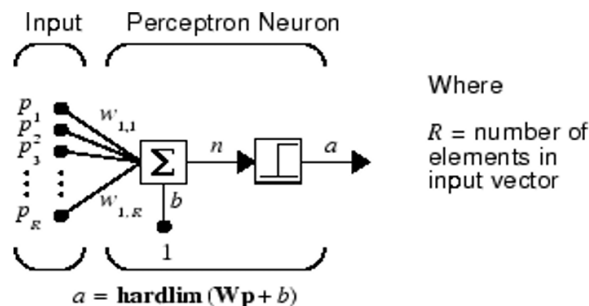 Input Perceptron Neuron
p1
p2
p3
pR
w1,1
w1,R
Σ
n
a
b
1
a = hardlim (Wp + b)
Where
R = number of
elements in
input vector